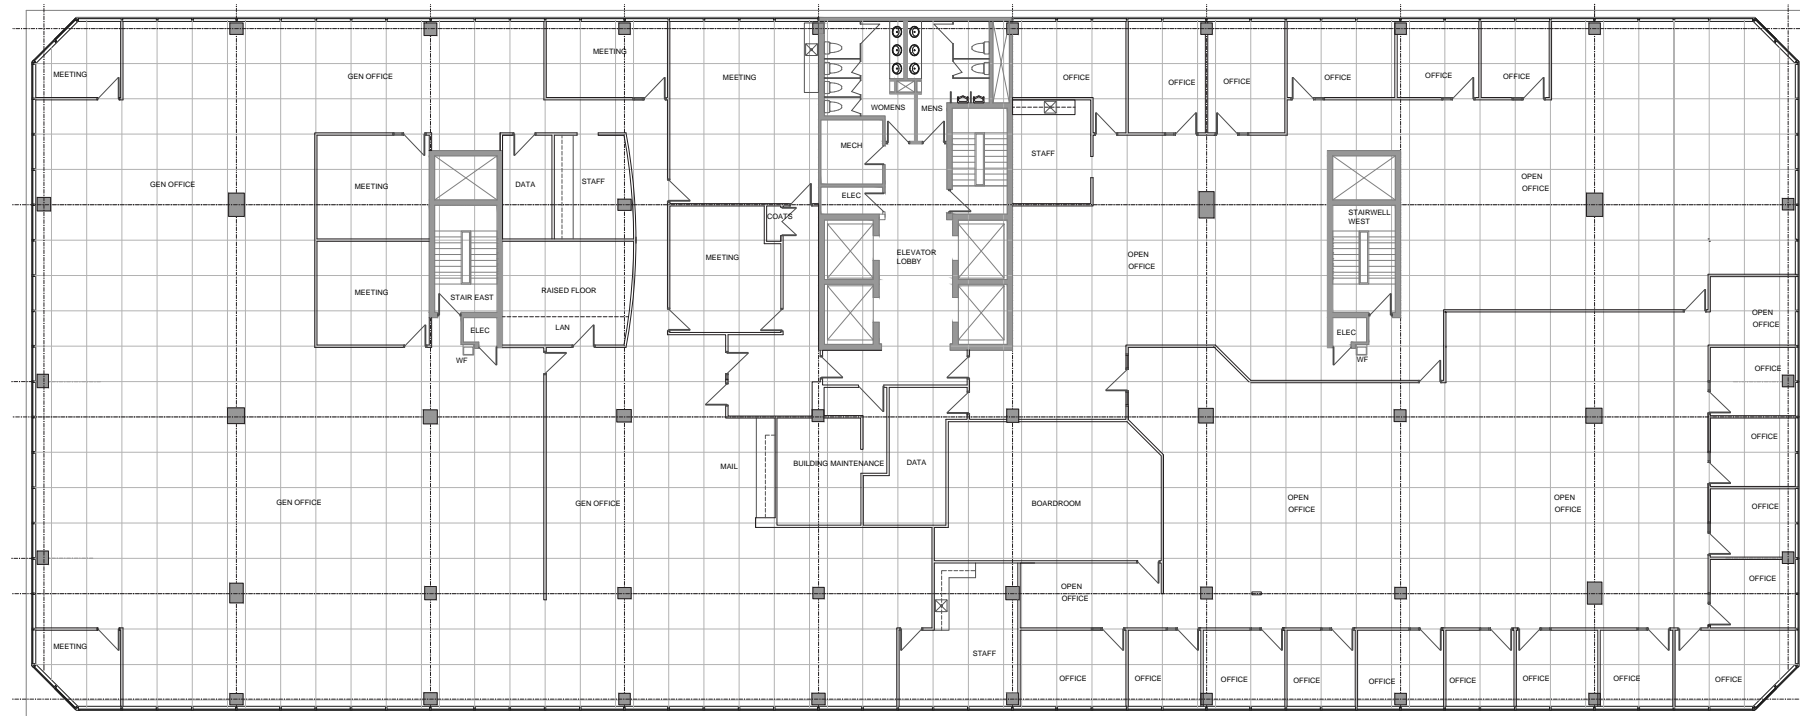 MEETING
GEN OFFICE
MEETING
MEETING
WOMENS
MENS
OFFICE
OFFICE
OFFICE
OFFICE
OFFICE
OFFICE
MECH
STAFF
GEN OFFICE
MEETING
DATA
STAFF
ELEC
OPEN
OFFICE
COATS
STAIRWELL
WEST
MEETING
ELEVATOR
LOBBY
OPEN
OFFICE
MEETING
STAIR EAST
RAISED FLOOR
ELEC
LAN
WF
ELEC
WF
OPEN
OFFICE
OFFICE
OFFICE
MAIL
BUILDING MAINTENANCE
DATA
GEN OFFICE
GEN OFFICE
BOARDROOM
OPEN
OFFICE
OPEN
OFFICE
OFFICE
OFFICE
OPEN
OFFICE
MEETING
STAFF
OFFICE
OFFICE
OFFICE
OFFICE
OFFICE
OFFICE
OFFICE
OFFICE
OFFICE